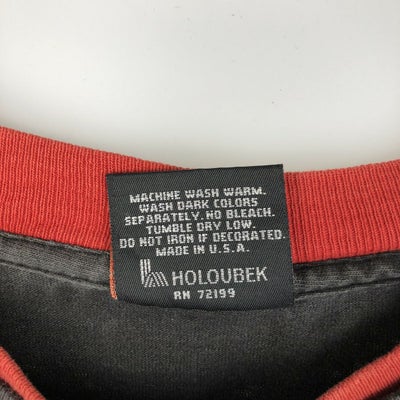 MACHINE WASH WARM.
WASH DARK COLORS
SEPARATELY. NO BLEACH.
TUMBLE DRY LOW.
DO NOT IRON IF DECORATED.
MADE IN U.S.A.
HOLOUBEK
RN 72199